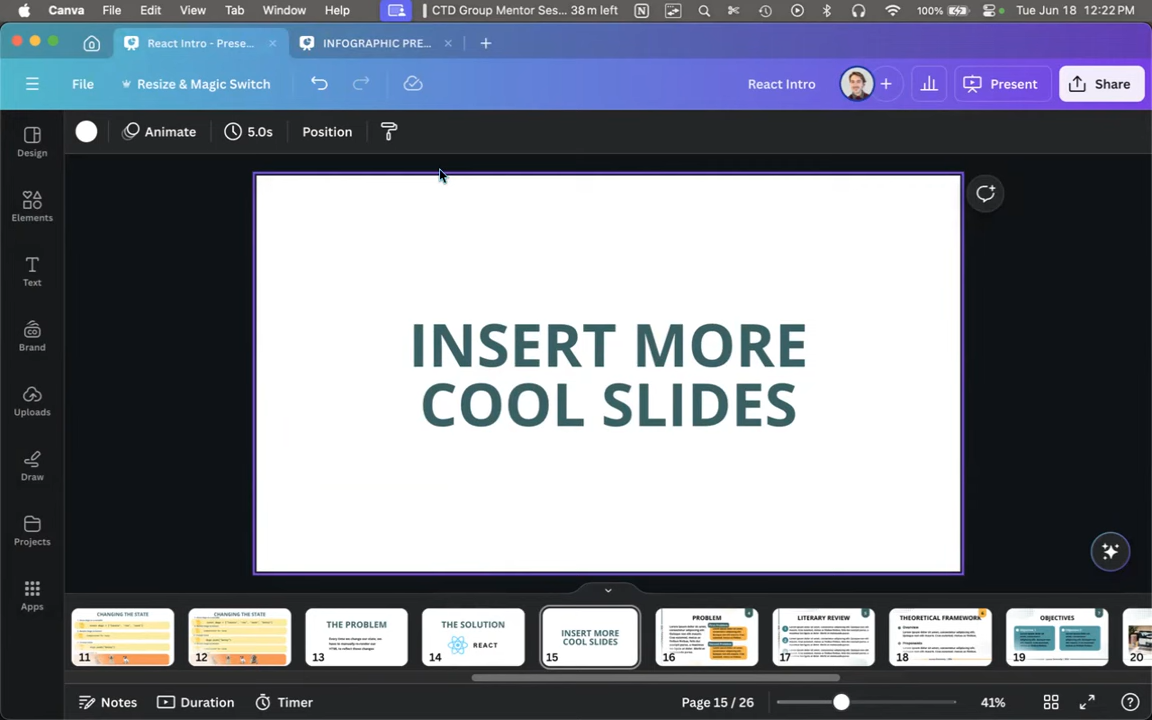 Canva File Edit View Tab Window Help CTD Group Mentor Ses... 38 m left 100% Tue Jun 18 12:22 PM
React Intro - Prese... INFOGRAPHIC PRE...
File Resize & Magic Switch React Intro Present Share
Animate 5.0s Position
Design
Elements
Text
Brand
Uploads
Draw
Projects
Apps
INSERT MORE
COOL SLIDES
CHANGING THE STATE
11
CHANGING THE STATE
12
THE PROBLEM
13
THE SOLUTION
REACT
14
INSERT MORE
COOL SLIDES
15
PROBLEM
16
LITERARY REVIEW
17
THEORETICAL FRAMEWORK
18
OBJECTIVES
19
20
Notes Duration Timer Page 15 / 26 41%